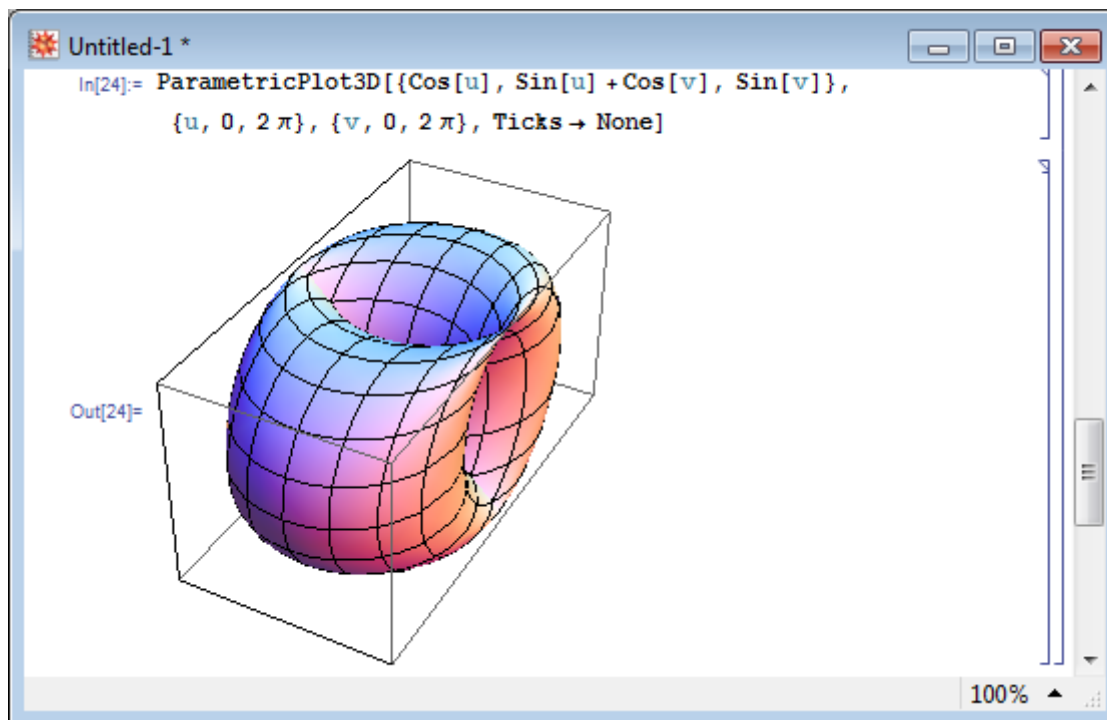 Untitled-1 *
In[24]:= ParametricPlot3D[{Cos[u], Sin[u] + Cos[v], Sin[v]},
{u, 0, 2 π}, {v, 0, 2 π}, Ticks → None]
Out[24]=
100%